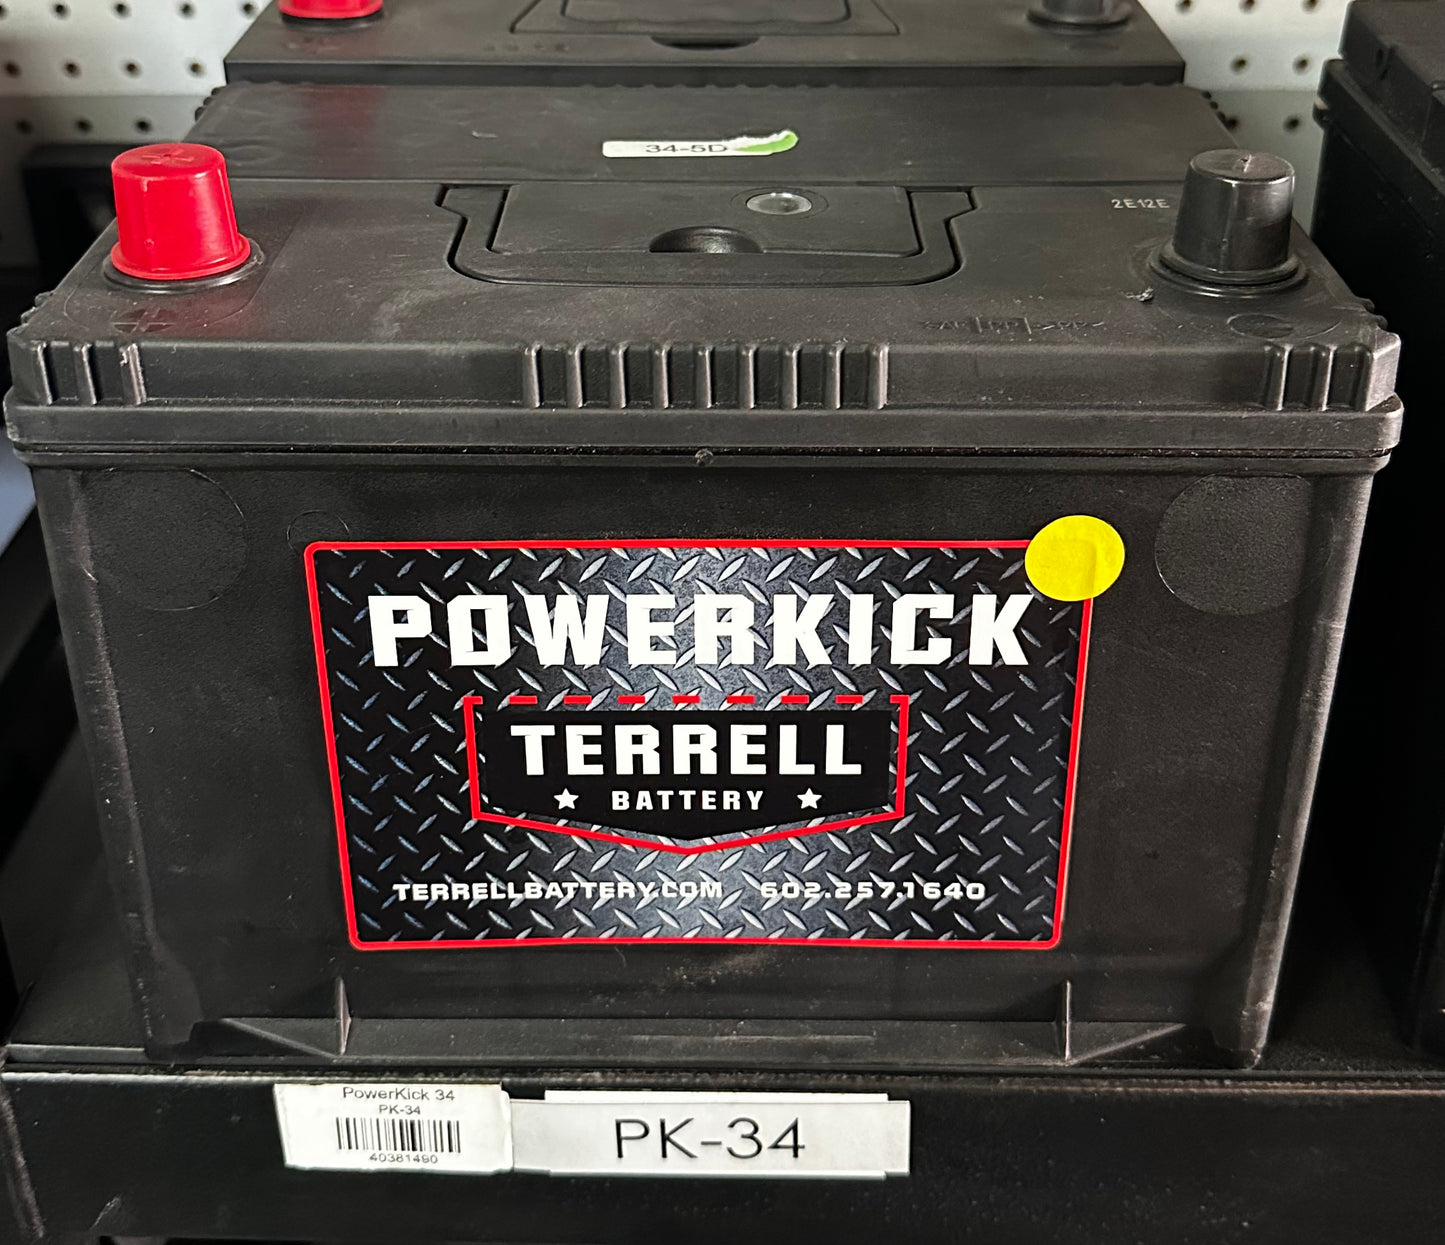 34-5D
2E12E
POWERKICK
TERRELL
BATTERY
TERRELLBATTERY.COM 602.257.1640
PowerKick 34
PK-34
40381490
PK-34